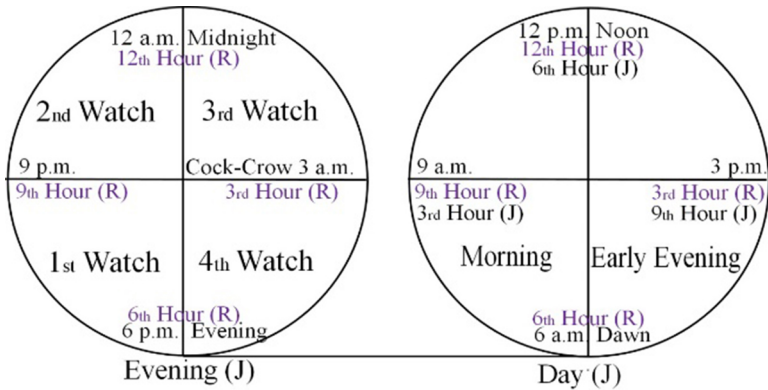 12 a.m. Midnight
12th Hour (R)
2nd Watch
3rd Watch
9 p.m.
Cock-Crow 3 a.m.
9th Hour (R)
3rd Hour (R)
1st Watch
4th Watch
6th Hour (R)
6 p.m. Evening
Evening (J)
12 p.m. Noon
12th Hour (R)
6th Hour (J)
9 a.m.
3 p.m.
9th Hour (R)
3rd Hour (J)
3rd Hour (R)
9th Hour (J)
Morning
Early Evening
6th Hour (R)
6 a.m. Dawn
Day (J)